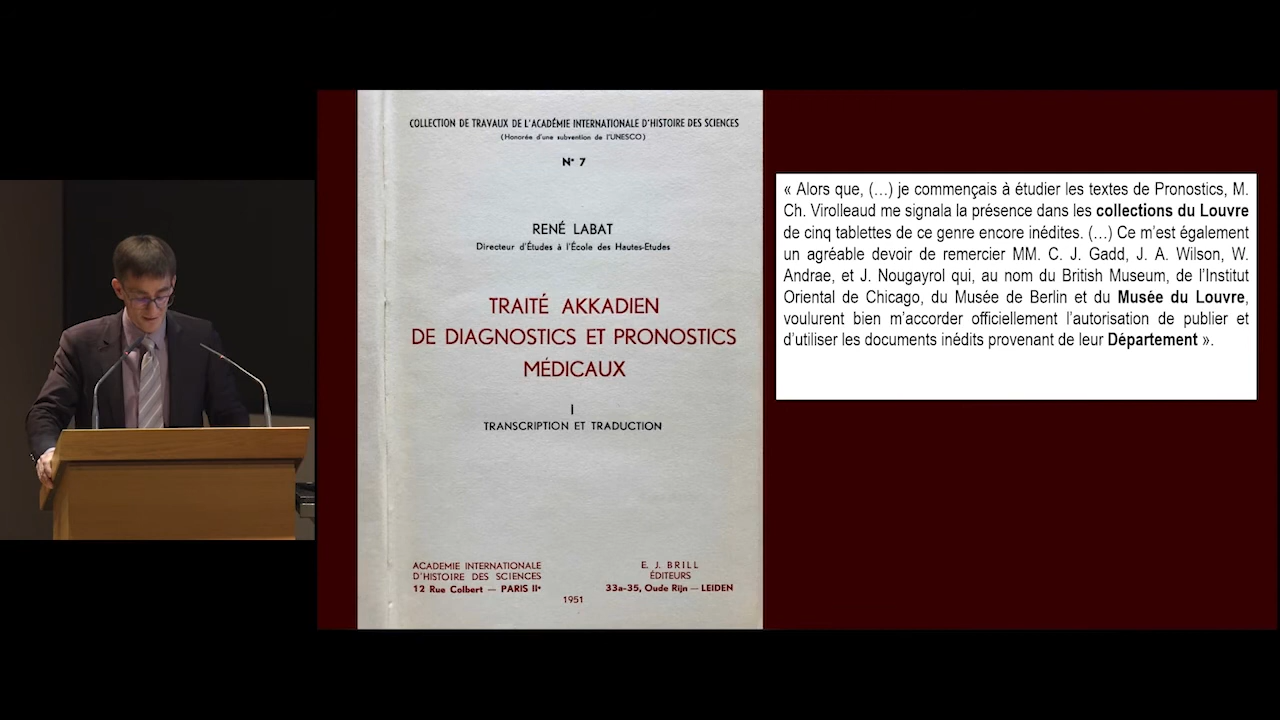 COLLECTION DE TRAVAUX DE L'ACADÉMIE INTERNATIONALE D'HISTOIRE DES SCIENCES
(Honorée d'une subvention de l'UNESCO)
N° 7
RENÉ LABAT
Directeur d'Études à l'École des Hautes-Etudes
TRAITÉ AKKADIEN
DE DIAGNOSTICS ET PRONOSTICS
MÉDICAUX
I
TRANSCRIPTION ET TRADUCTION
ACADEMIE INTERNATIONALE
D'HISTOIRE DES SCIENCES
12 Rue Colbert — PARIS IIe
E. J. BRILL
ÉDITEURS
33a-35, Oude Rijn — LEIDEN
1951
« Alors que, (…) je commençais à étudier les textes de Pronostics, M.
Ch. Virolleaud me signala la présence dans les collections du Louvre
de cinq tablettes de ce genre encore inédites. (…) Ce m'est également
un agréable devoir de remercier MM. C. J. Gadd, J. A. Wilson, W.
Andrae, et J. Nougayrol qui, au nom du British Museum, de l'Institut
Oriental de Chicago, du Musée de Berlin et du Musée du Louvre,
voulurent bien m'accorder officiellement l'autorisation de publier et
d'utiliser les documents inédits provenant de leur Département ».